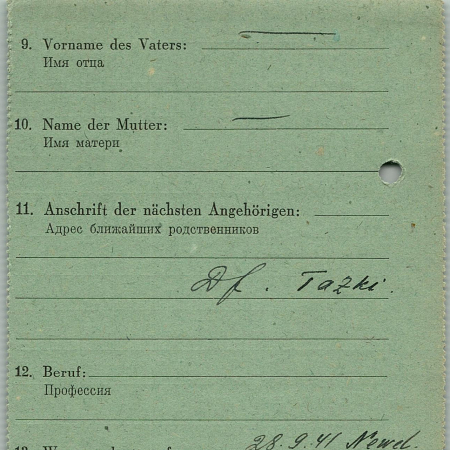 9. Vorname des Vaters: —
Имя отца
10. Name der Mutter: —
Имя матери
11. Anschrift der nächsten Angehörigen:
Адрес ближайших родственников
Df. Tazki.
12. Beruf:
Профессия
28.9.41 Newel.